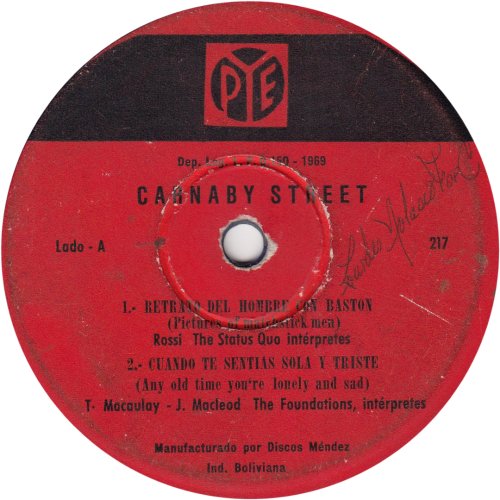 PYE
Dep. Leg. 1969
CARNABY STREET
Lado - A
217
1.- RETRATO DEL HOMBRE CON BASTON
(Pictures of matchstick men)
Rossi The Status Quo intérpretes
2.- CUANDO TE SENTIAS SOLA Y TRISTE
(Any old time you're lonely and sad)
T. Macaulay - J. Macleod The Foundations, intérpretes
Manufacturado por Discos Méndez
Ind. Boliviana